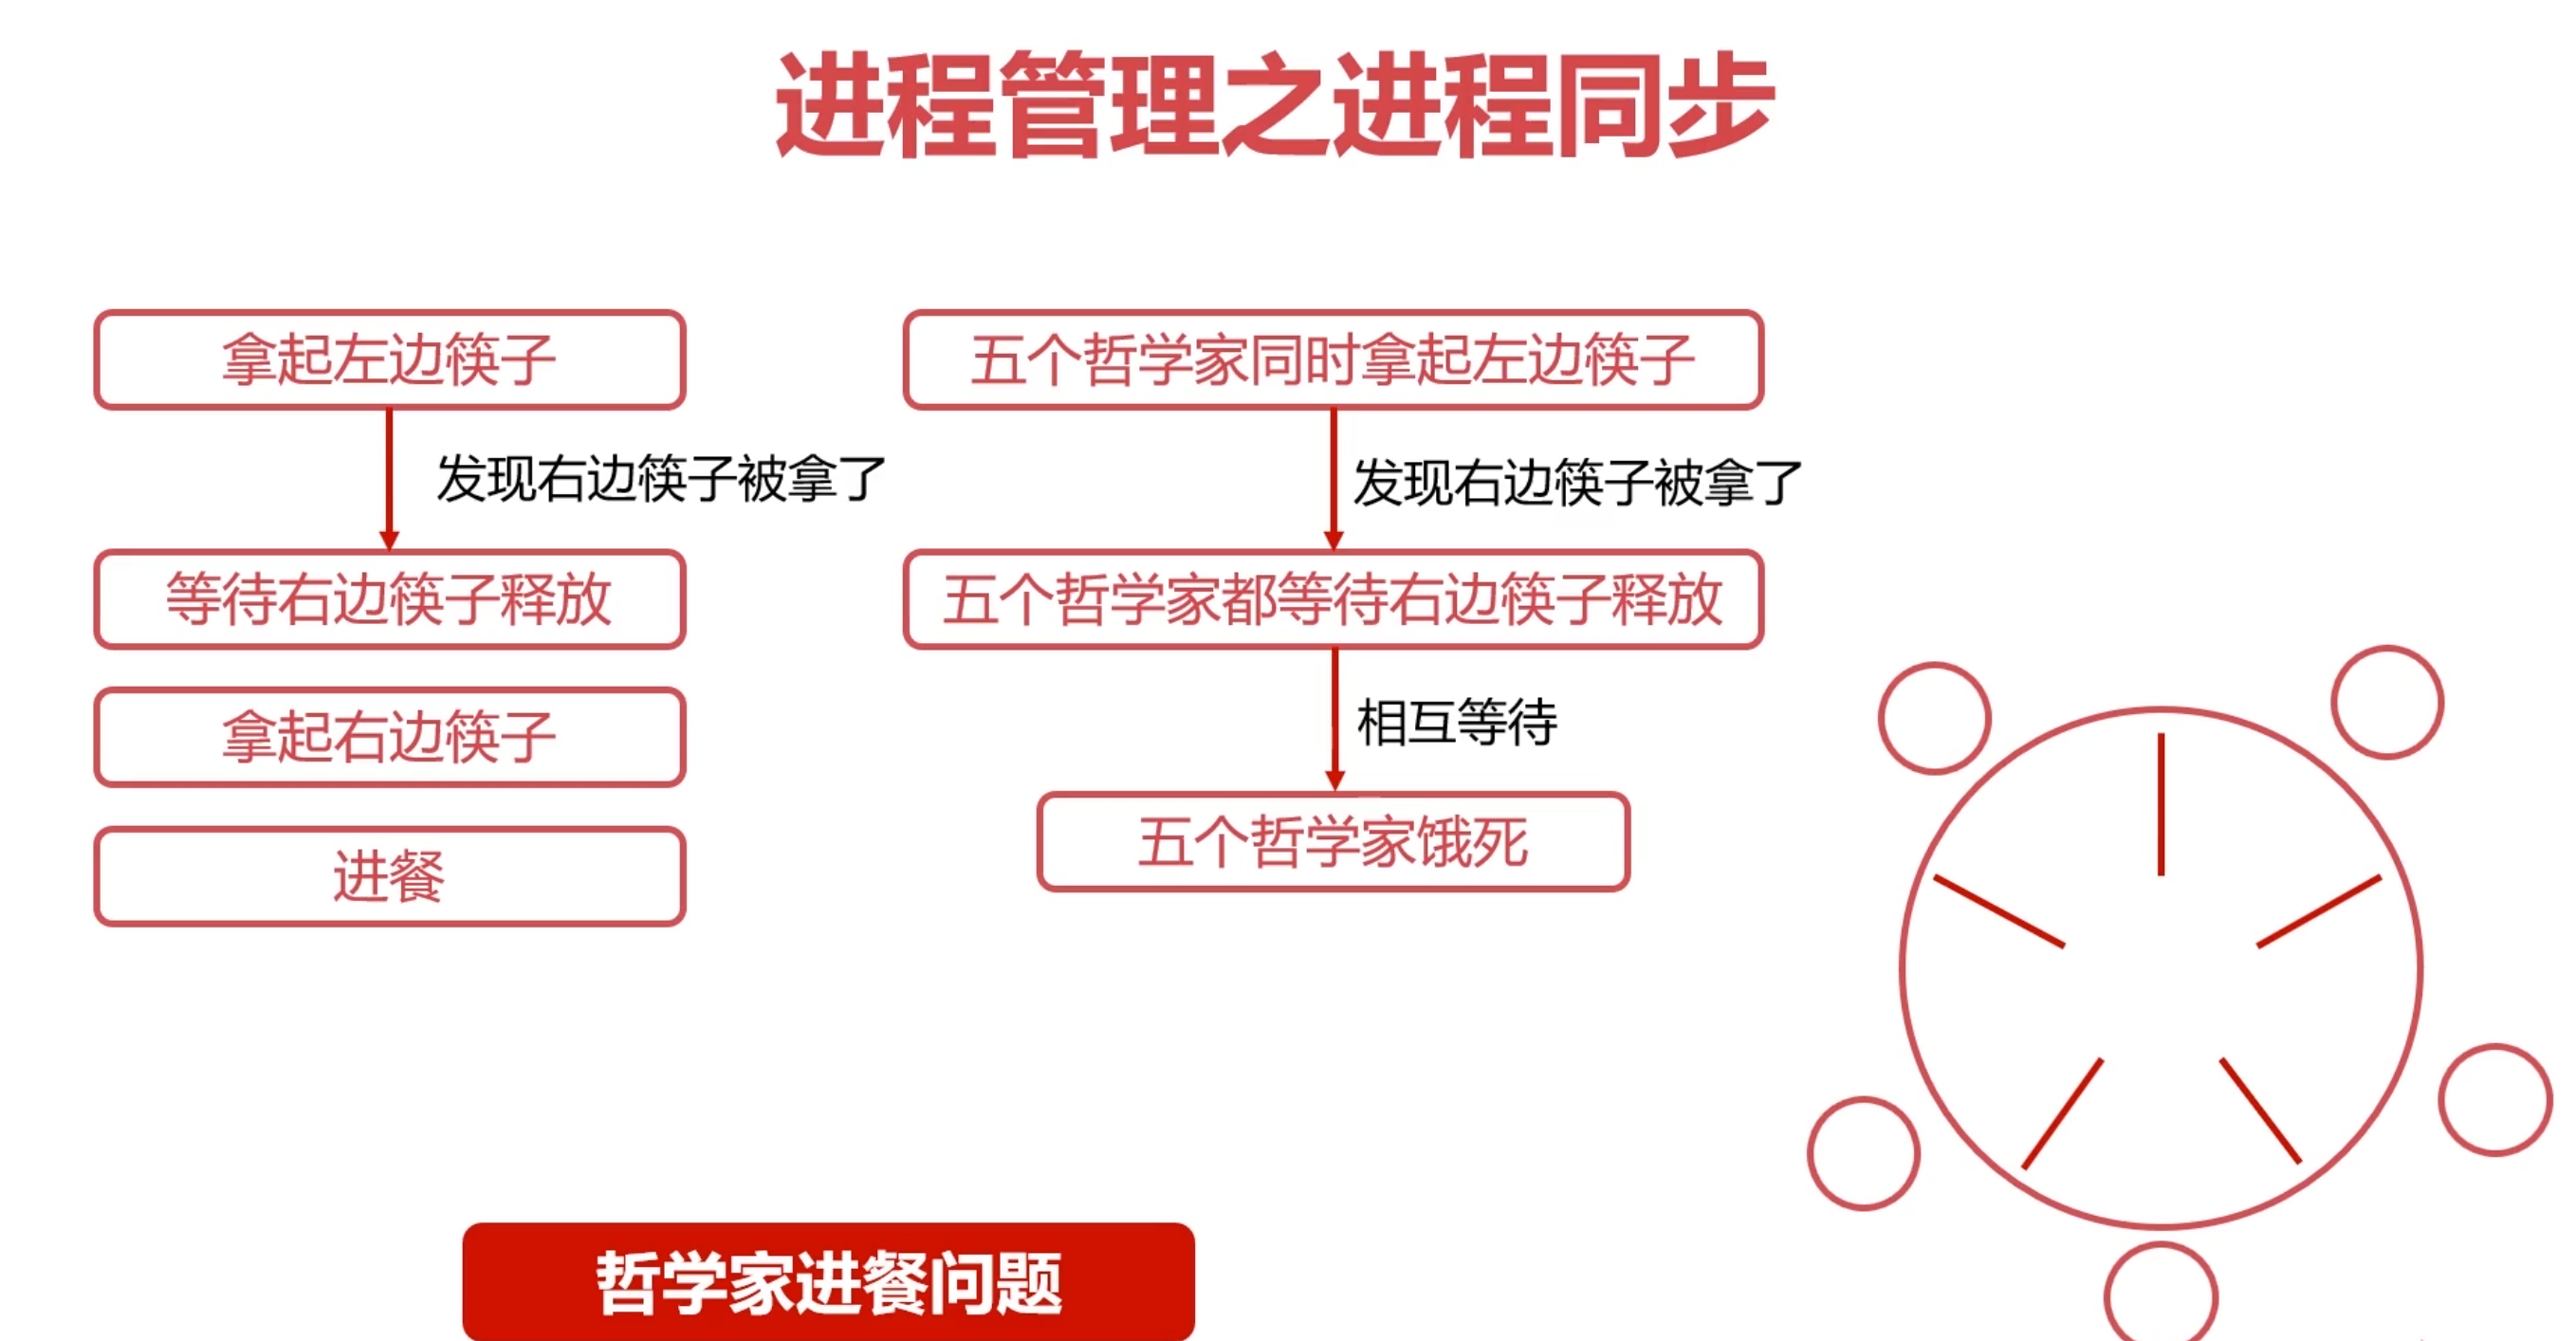 进程管理之进程同步
拿起左边筷子
发现右边筷子被拿了
等待右边筷子释放
拿起右边筷子
进餐
五个哲学家同时拿起左边筷子
发现右边筷子被拿了
五个哲学家都等待右边筷子释放
相互等待
五个哲学家饿死
哲学家进餐问题